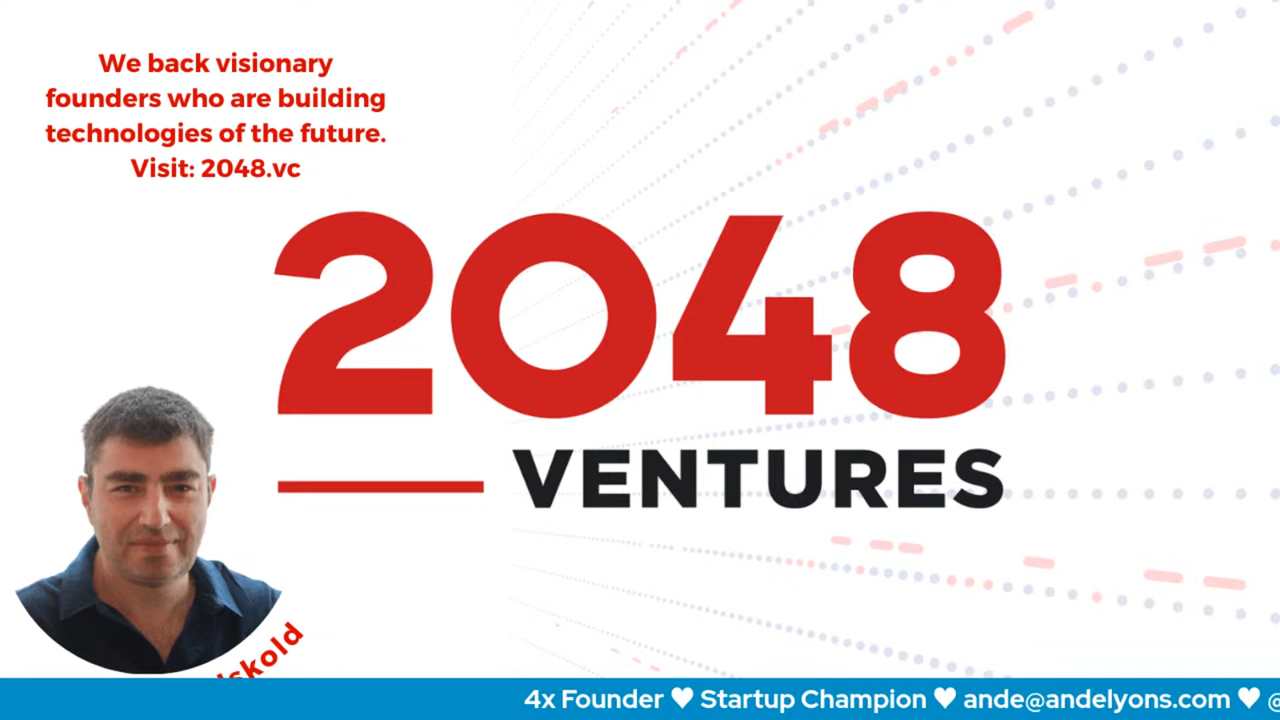 We back visionary
founders who are building
technologies of the future.
Visit: 2048.vc
2048
VENTURES
skold
4x Founder ♥ Startup Champion ♥ ande@andelyons.com ♥ @